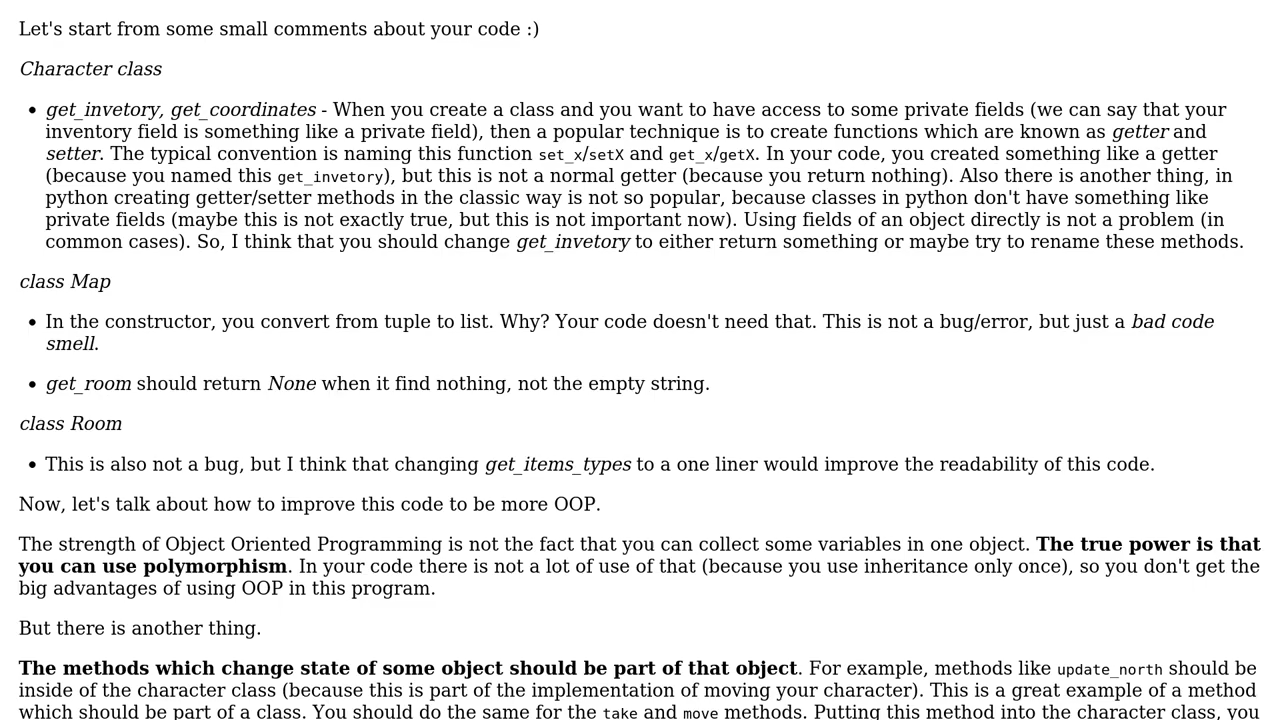 Let's start from some small comments about your code :)
Character class
• get_invetory, get_coordinates - When you create a class and you want to have access to some private fields (we can say that your
inventory field is something like a private field), then a popular technique is to create functions which are known as getter and
setter. The typical convention is naming this function set_x/setX and get_x/getX. In your code, you created something like a getter
(because you named this get_invetory), but this is not a normal getter (because you return nothing). Also there is another thing, in
python creating getter/setter methods in the classic way is not so popular, because classes in python don't have something like
private fields (maybe this is not exactly true, but this is not important now). Using fields of an object directly is not a problem (in
common cases). So, I think that you should change get_invetory to either return something or maybe try to rename these methods.
class Map
• In the constructor, you convert from tuple to list. Why? Your code doesn't need that. This is not a bug/error, but just a bad code
smell.
• get_room should return None when it find nothing, not the empty string.
class Room
• This is also not a bug, but I think that changing get_items_types to a one liner would improve the readability of this code.
Now, let's talk about how to improve this code to be more OOP.
The strength of Object Oriented Programming is not the fact that you can collect some variables in one object. The true power is that
you can use polymorphism. In your code there is not a lot of use of that (because you use inheritance only once), so you don't get the
big advantages of using OOP in this program.
But there is another thing.
The methods which change state of some object should be part of that object. For example, methods like update_north should be
inside of the character class (because this is part of the implementation of moving your character). This is a great example of a method
which should be part of a class. You should do the same for the take and move methods. Putting this method into the character class, you